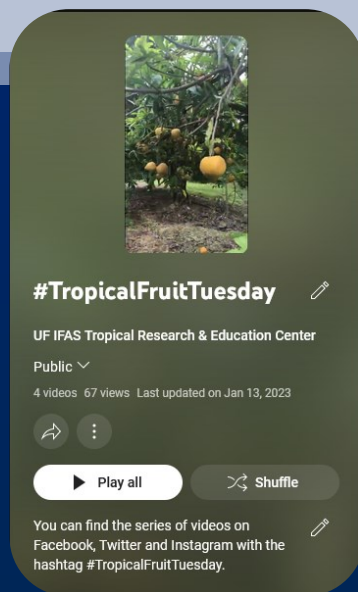 #TropicalFruitTuesday
UF IFAS Tropical Research & Education Center
Public
4 videos 67 views Last updated on Jan 13, 2023
Play all
Shuffle
You can find the series of videos on
Facebook, Twitter and Instagram with the
hashtag #TropicalFruitTuesday.